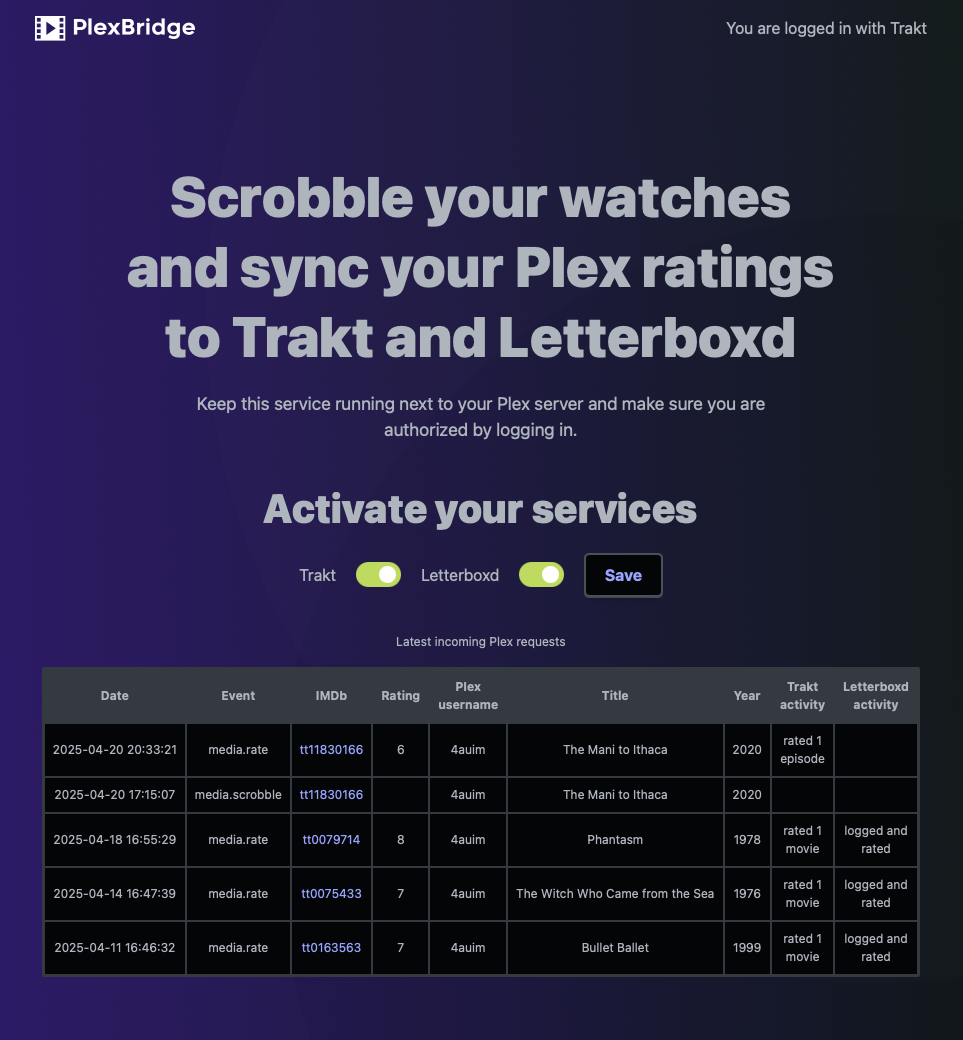 PlexBridge
You are logged in with Trakt
Scrobble your watches
and sync your Plex ratings
to Trakt and Letterboxd
Keep this service running next to your Plex server and make sure you are
authorized by logging in.
Activate your services
Trakt Letterboxd Save
Latest incoming Plex requests
Date Event IMDb Rating Plex username Title Year Trakt activity Letterboxd activity
2025-04-20 20:33:21 media.rate tt11830166 6 4auim The Mani to Ithaca 2020 rated 1 episode
2025-04-20 17:15:07 media.scrobble tt11830166 4auim The Mani to Ithaca 2020
2025-04-18 16:55:29 media.rate tt0079714 8 4auim Phantasm 1978 rated 1 movie logged and rated
2025-04-14 16:47:39 media.rate tt0075433 7 4auim The Witch Who Came from the Sea 1976 rated 1 movie logged and rated
2025-04-11 16:46:32 media.rate tt0163563 7 4auim Bullet Ballet 1999 rated 1 movie logged and rated